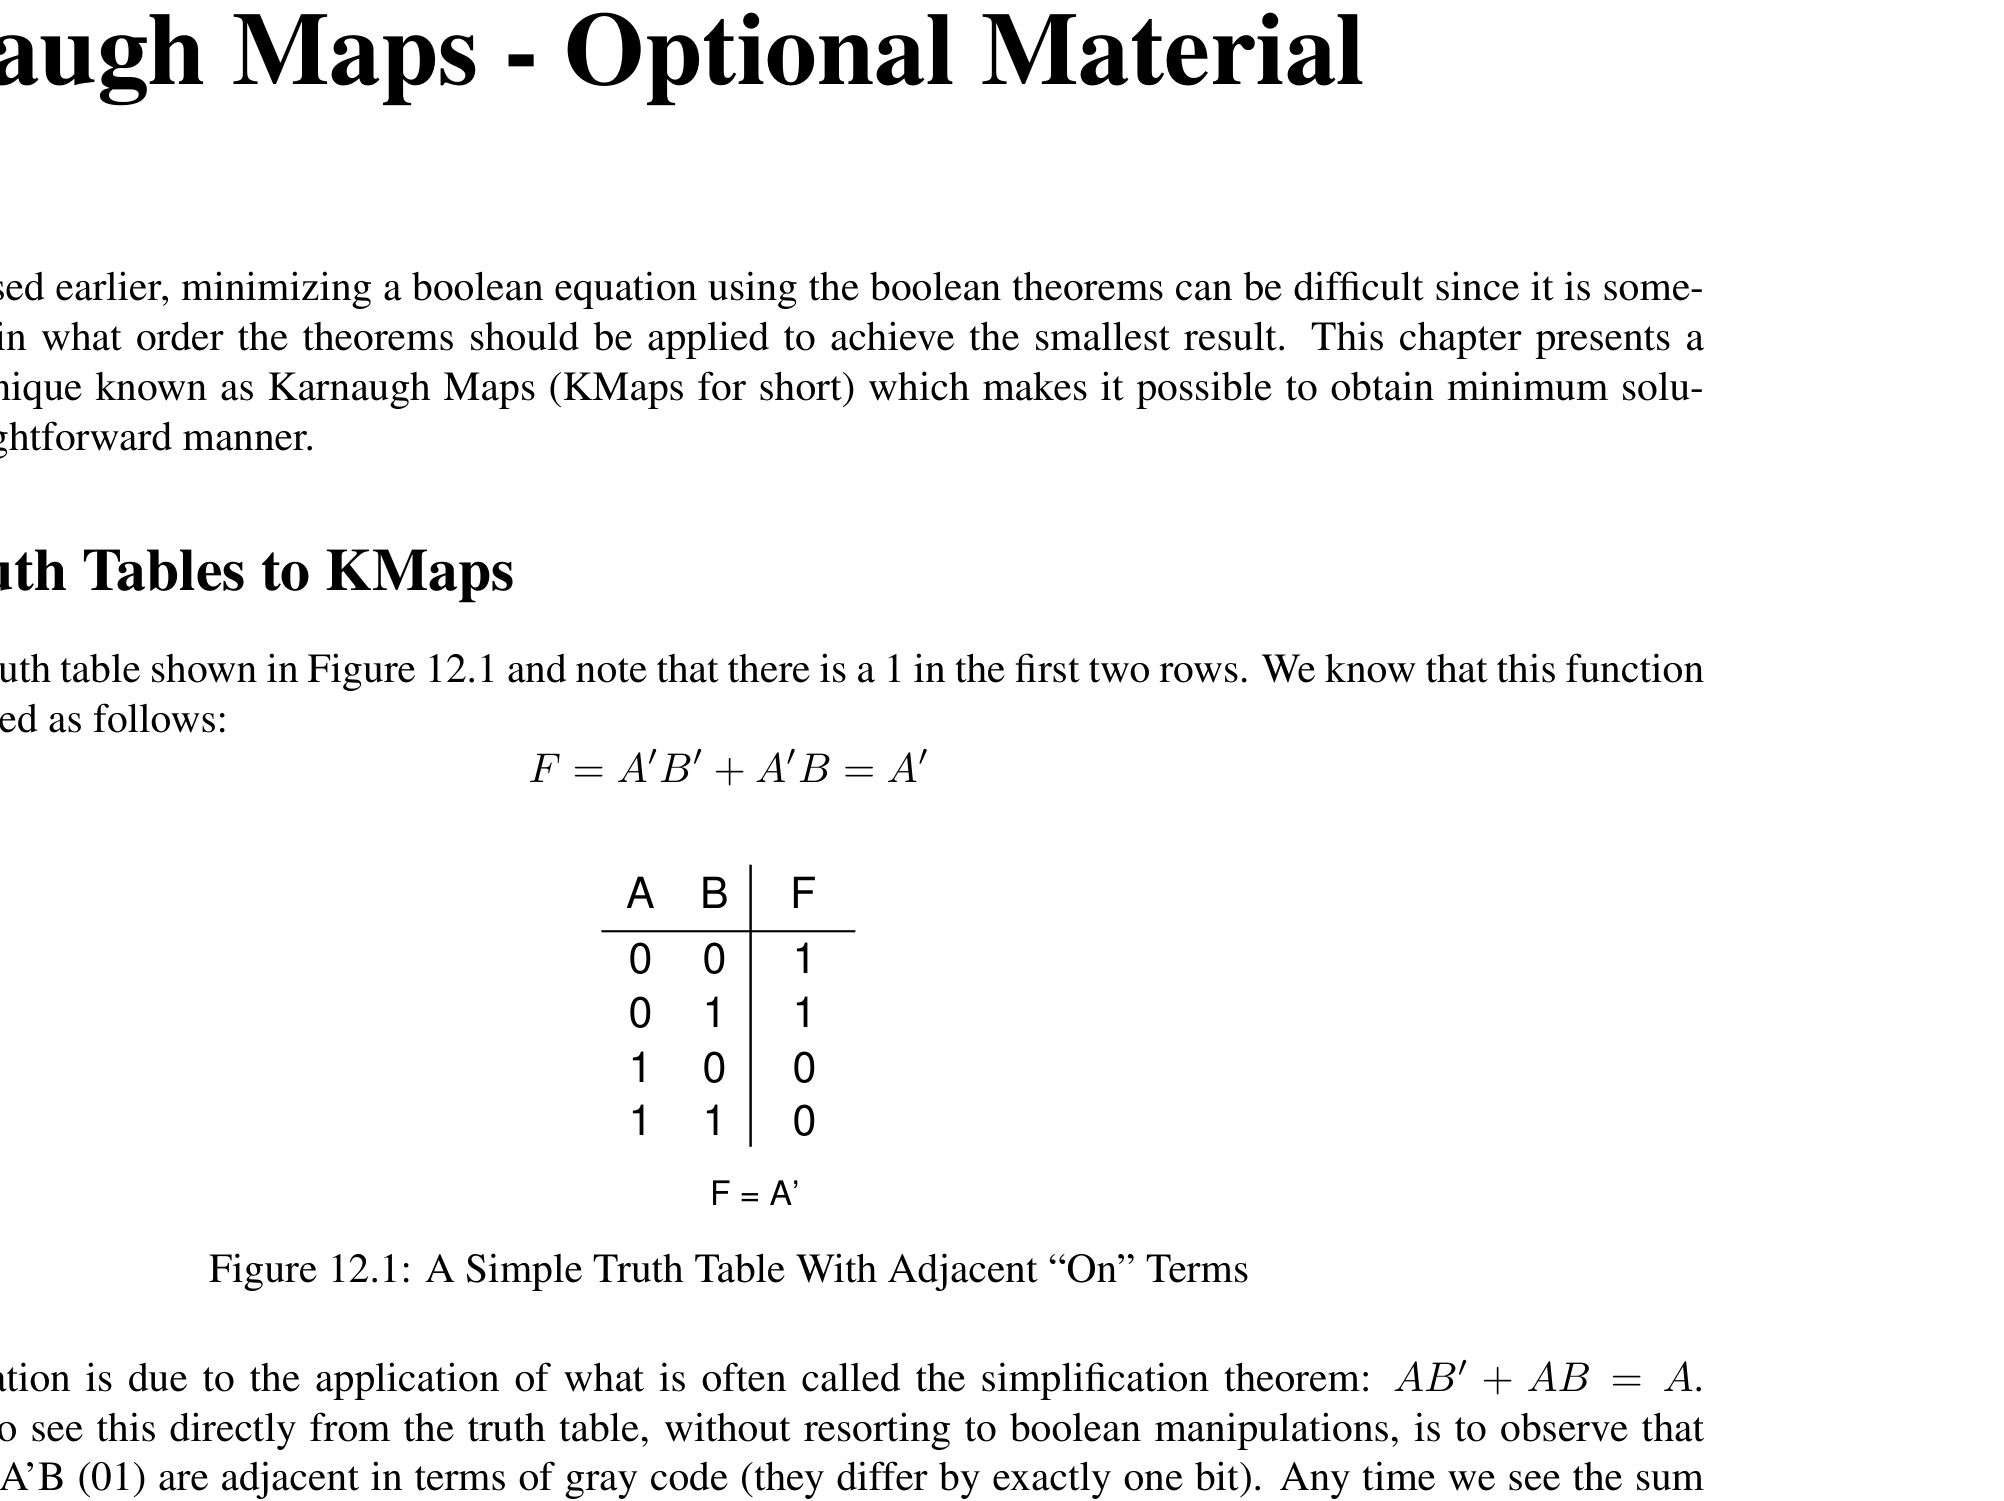 augh Maps - Optional Material
sed earlier, minimizing a boolean equation using the boolean theorems can be difficult since it is some-
in what order the theorems should be applied to achieve the smallest result. This chapter presents a
nique known as Karnaugh Maps (KMaps for short) which makes it possible to obtain minimum solu-
ghtforward manner.
uth Tables to KMaps
uth table shown in Figure 12.1 and note that there is a 1 in the first two rows. We know that this function
ed as follows:
F = A′B′ + A′B = A′
A B F
0 0 1
0 1 1
1 0 0
1 1 0
F = A’
Figure 12.1: A Simple Truth Table With Adjacent “On” Terms
ation is due to the application of what is often called the simplification theorem: AB′ + AB = A.
o see this directly from the truth table, without resorting to boolean manipulations, is to observe that
A’B (01) are adjacent in terms of gray code (they differ by exactly one bit). Any time we see the sum